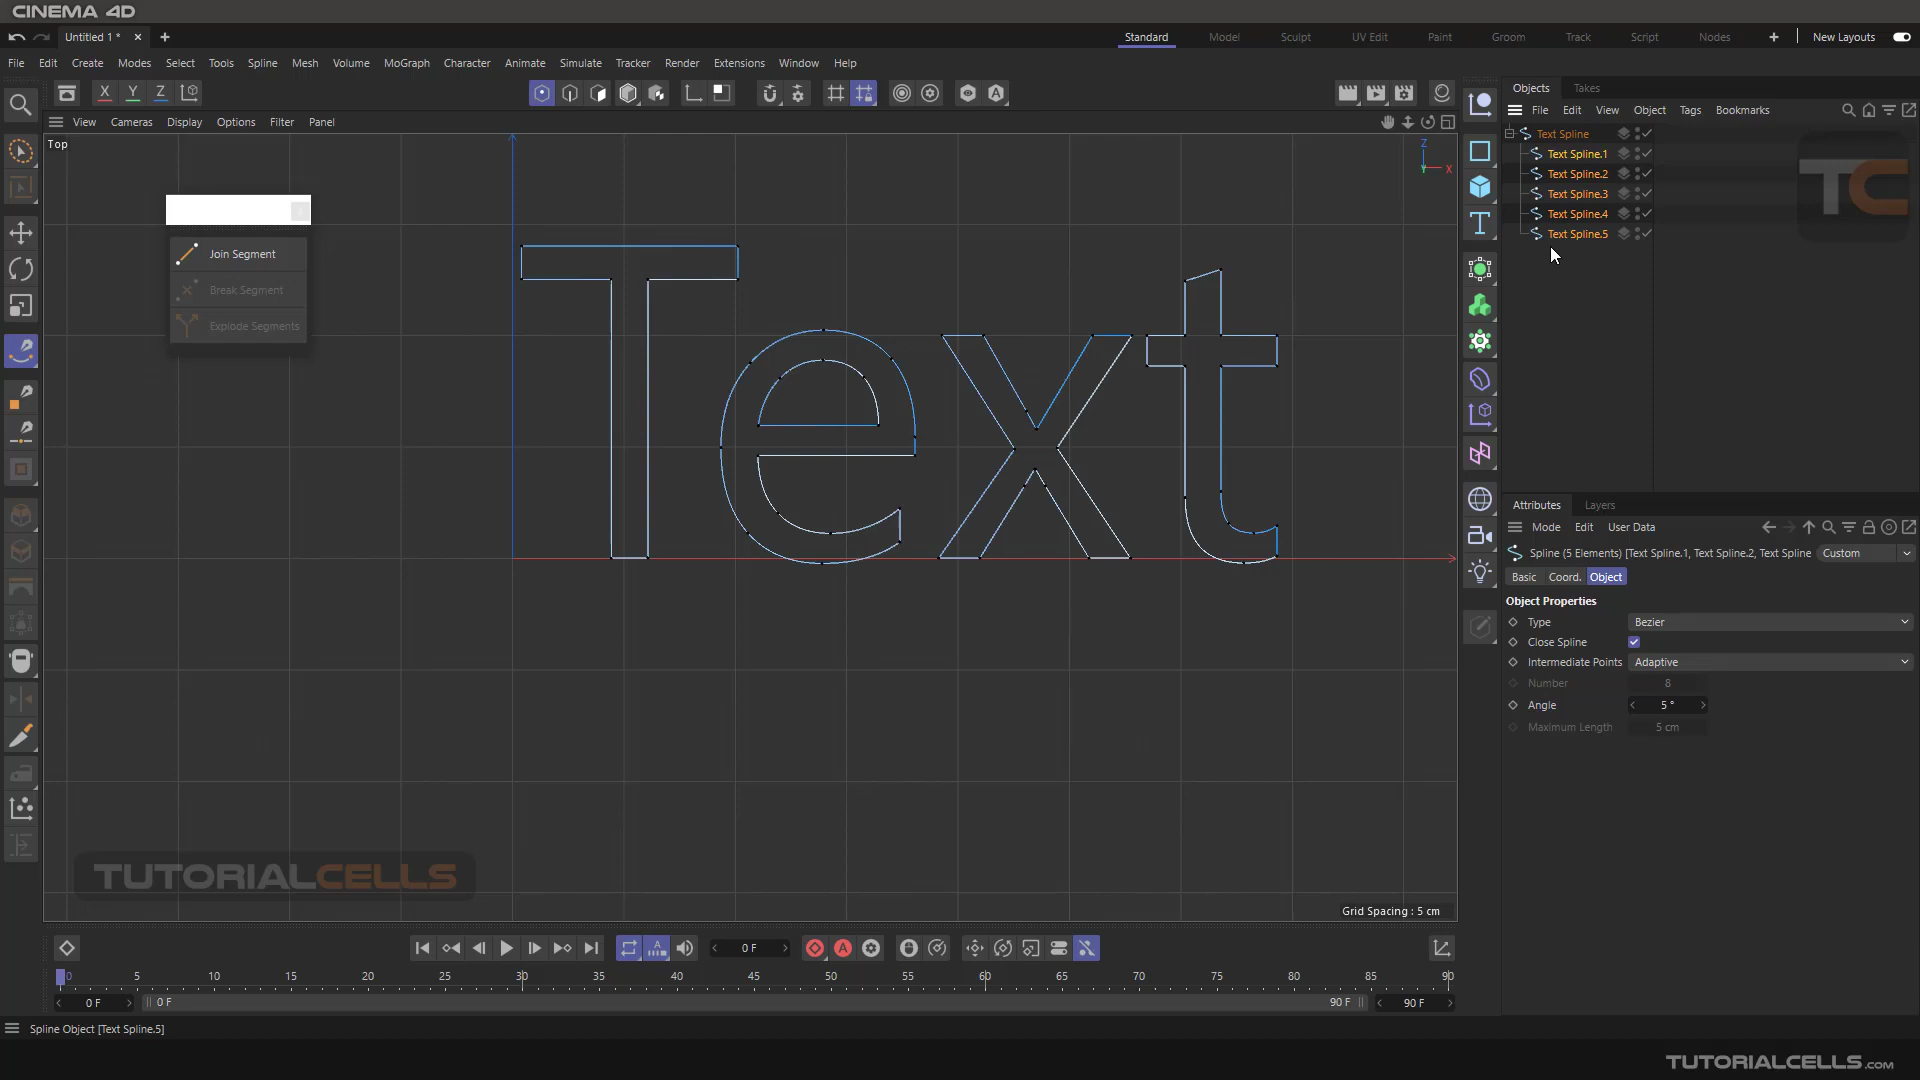 CINEMA 4D
Untitled 1 *
Standard
Model
Sculpt
UV Edit
Paint
Groom
Track
Script
Nodes
New Layouts
File Edit Create Modes Select Tools Spline Mesh Volume MoGraph Character Animate Simulate Tracker Render Extensions Window Help
X Y Z
Objects Takes
File Edit View Object Tags Bookmarks
View Cameras Display Options Filter Panel
Top
Z
Y X
Text Spline
Text Spline.1
Text Spline.2
Text Spline.3
Text Spline.4
Text Spline.5
TC
Join Segment
Break Segment
Explode Segments
Text
Attributes Layers
Mode Edit User Data
Spline (5 Elements) [Text Spline.1, Text Spline.2, Text Spline
Custom
Basic Coord. Object
Object Properties
Type Bezier
Close Spline
Intermediate Points Adaptive
Number 8
Angle 5 °
Maximum Length 5 cm
TUTORIALCELLS
Grid Spacing : 5 cm
0 F
0 5 10 15 20 25 30 35 40 45 50 55 60 65 70 75 80 85 90
0 F 0 F 90 F 90 F
Spline Object [Text Spline.5]
TUTORIALCELLS.com